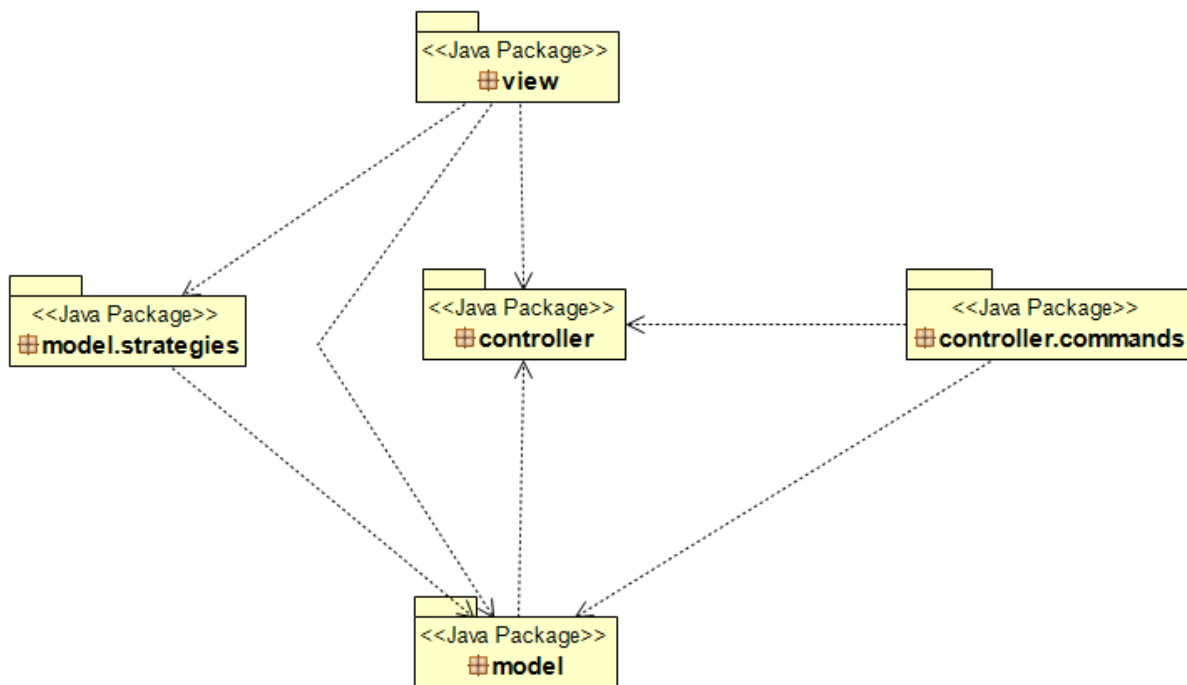 <<Java Package>>
view
<<Java Package>>
model.strategies
<<Java Package>>
controller
<<Java Package>>
controller.commands
<<Java Package>>
model